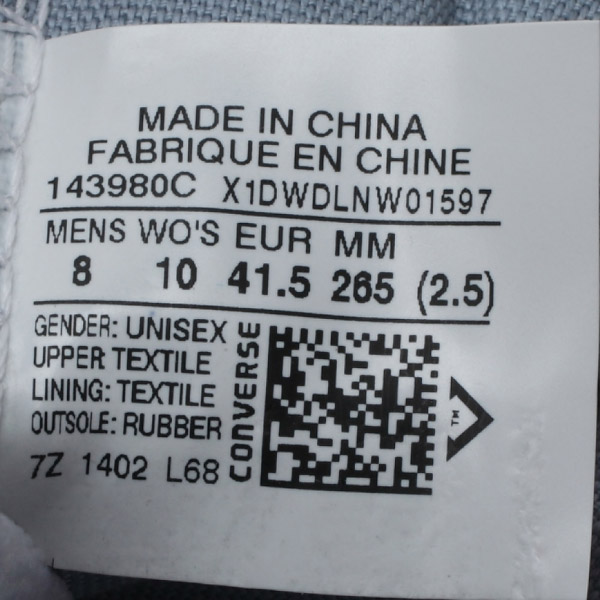 MADE IN CHINA
FABRIQUE EN CHINE
143980C X1DWDLNW01597
MENS WO'S EUR MM
8 10 41.5 265 (2.5)
GENDER: UNISEX
UPPER: TEXTILE
LINING: TEXTILE
OUTSOLE: RUBBER
7Z 1402 L68
CONVERSE
TM